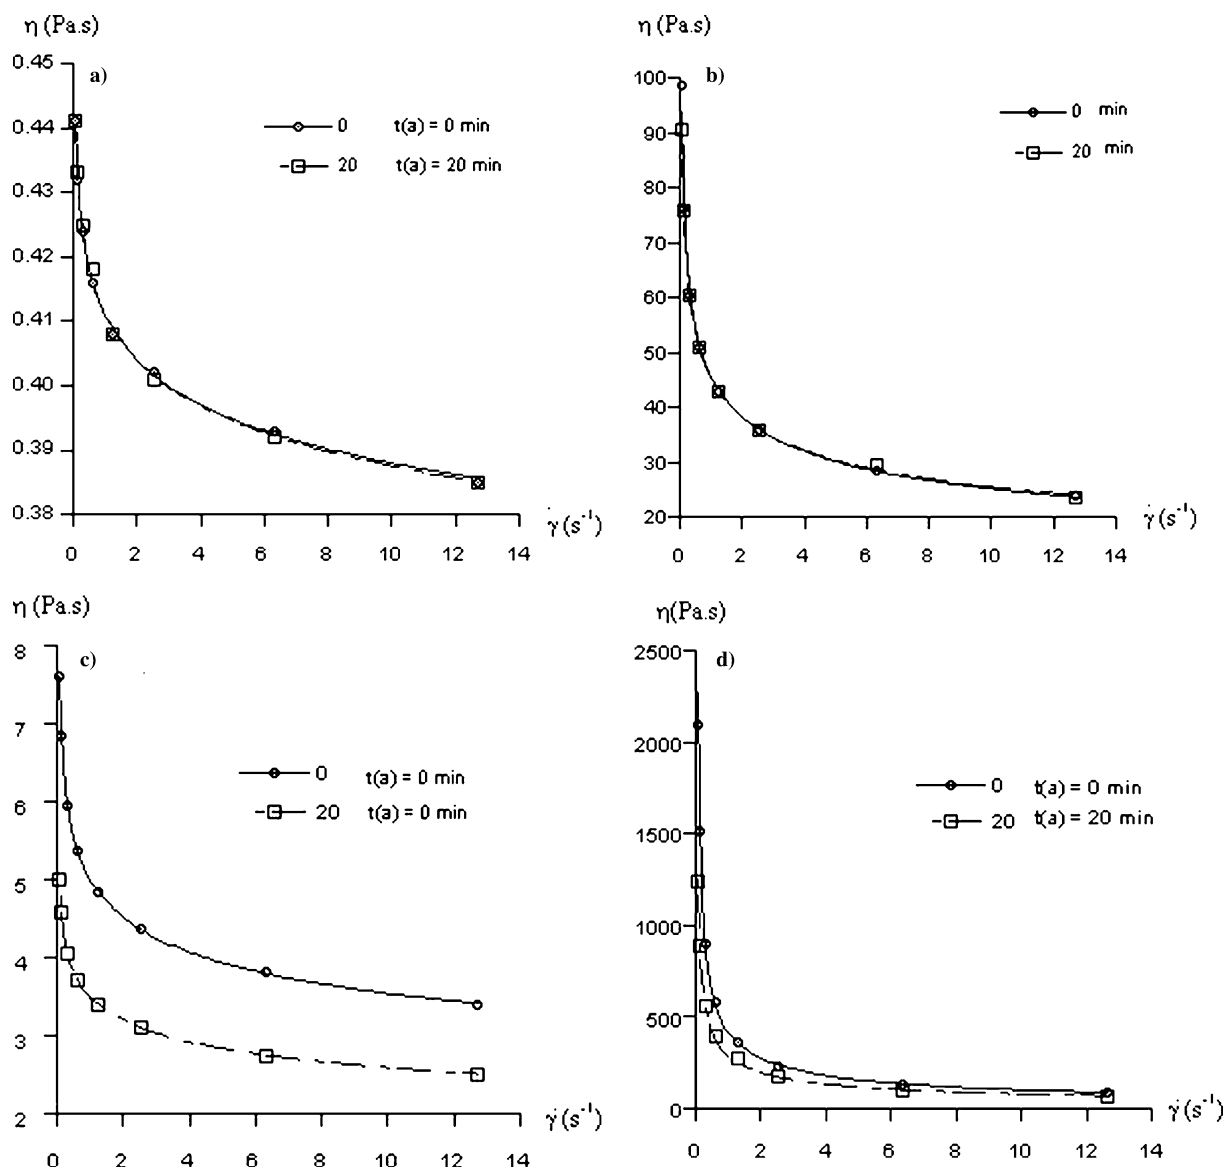 η (Pa.s)
a)
0.45
0.44
0.43
0.42
0.41
0.40
0.39
0.38
0 t(a) = 0 min
20 t(a) = 20 min
0 2 4 6 8 10 12 14
γ̇ (s⁻¹)
η (Pa.s)
b)
100
90
80
70
60
50
40
30
20
0 min
20 min
0 2 4 6 8 10 12 14
γ̇ (s⁻¹)
η (Pa.s)
c)
8
7
6
5
4
3
2
0 t(a) = 0 min
20 t(a) = 0 min
0 2 4 6 8 10 12 14
γ̇ (s⁻¹)
η(Pa.s)
d)
2500
2000
1500
1000
500
0
0 t(a) = 0 min
20 t(a) = 20 min
0 2 4 6 8 10 12 14
γ̇ (s⁻¹)